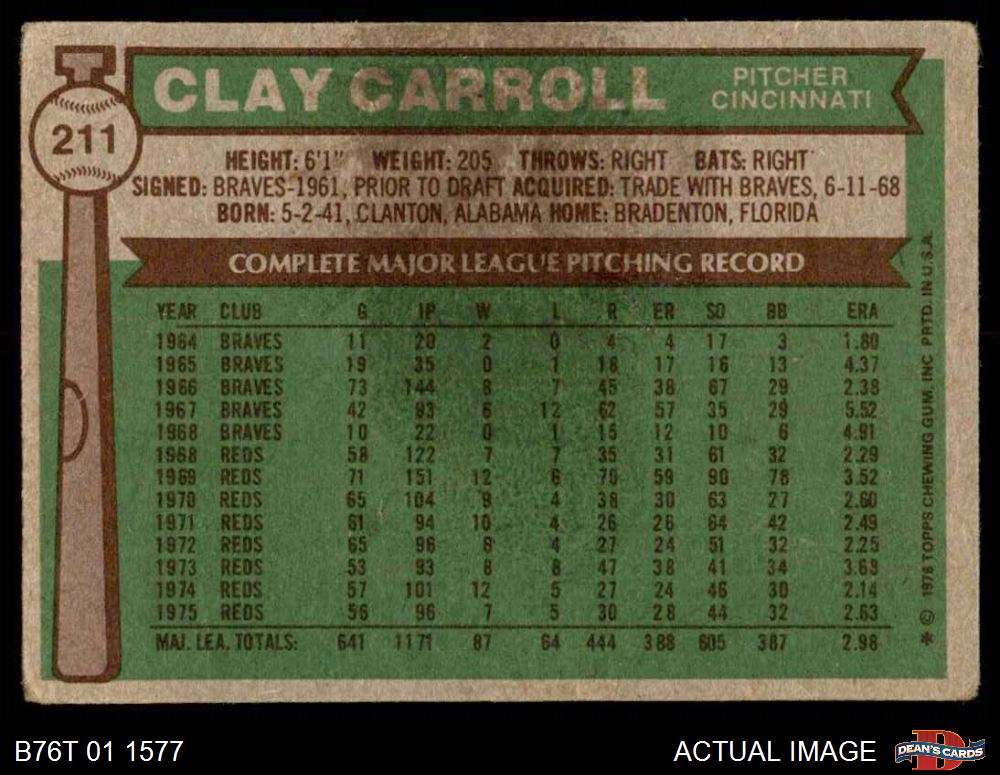 CLAY CARROLL
PITCHER
CINCINNATI
211
HEIGHT: 6'1" WEIGHT: 205 THROWS: RIGHT BATS: RIGHT
SIGNED: BRAVES-1961, PRIOR TO DRAFT ACQUIRED: TRADE WITH BRAVES, 6-11-68
BORN: 5-2-41, CLANTON, ALABAMA HOME: BRADENTON, FLORIDA
COMPLETE MAJOR LEAGUE PITCHING RECORD
YEAR CLUB G IP W L R ER SO BB ERA
1964 BRAVES 11 20 2 0 4 4 17 3 1.80
1965 BRAVES 19 35 0 1 18 17 16 13 4.37
1966 BRAVES 73 144 8 7 45 38 67 29 2.38
1967 BRAVES 42 93 6 12 62 57 35 29 5.52
1968 BRAVES 10 22 0 1 15 12 10 6 4.91
1968 REDS 58 122 7 7 35 31 61 32 2.29
1969 REDS 71 151 12 6 70 59 90 78 3.52
1970 REDS 65 104 9 4 38 30 63 27 2.60
1971 REDS 61 94 10 4 26 26 64 42 2.49
1972 REDS 65 96 8 4 27 24 51 32 2.25
1973 REDS 53 93 8 8 47 38 41 34 3.69
1974 REDS 57 101 12 5 27 24 46 30 2.14
1975 REDS 56 96 7 5 30 28 44 32 2.63
MAJ. LEA. TOTALS: 641 1171 87 64 444 388 605 387 2.98
* © 1976 TOPPS CHEWING GUM, INC. PRTD. IN U.S.A.
B76T 01 1577
ACTUAL IMAGE
DEAN'S CARDS